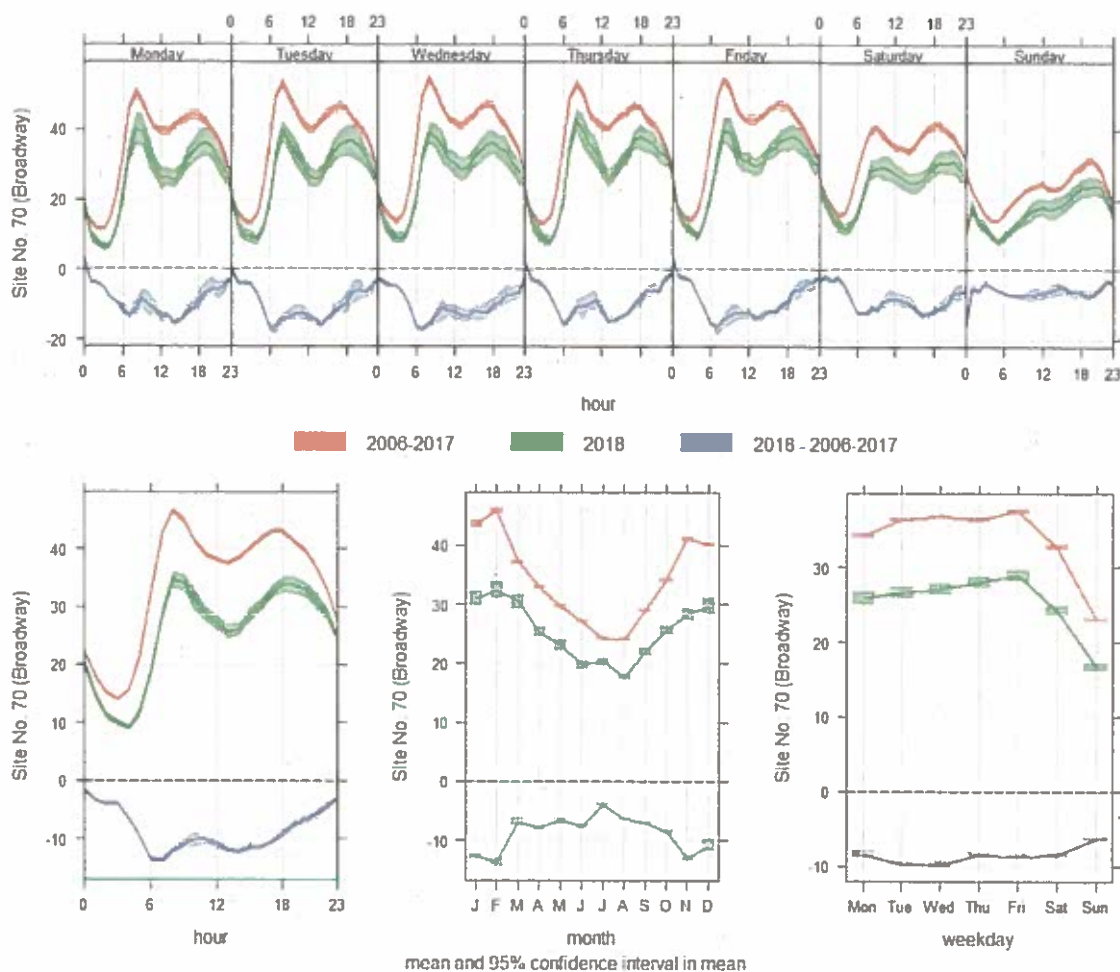 0 6 12 18 23 0 6 12 18 23 0 6 12 18 23
Monday Tuesday Wednesday Thursday Friday Saturday Sunday
Site No. 70 (Broadway)
40
20
0
-20
0 6 12 18 23 0 6 12 18 23 0 6 12 18 23 0 6 12 18 23
hour
2006-2017 2018 2018 - 2006-2017
Site No. 70 (Broadway)
40
30
20
10
0
-10
0 6 12 18 23
hour
Site No. 70 (Broadway)
40
30
20
10
0
-10
J F M A M J J A S O N D
month
Site No. 70 (Broadway)
30
20
10
0
-10
Mon Tue Wed Thu Fri Sat Sun
weekday
mean and 95% confidence interval in mean